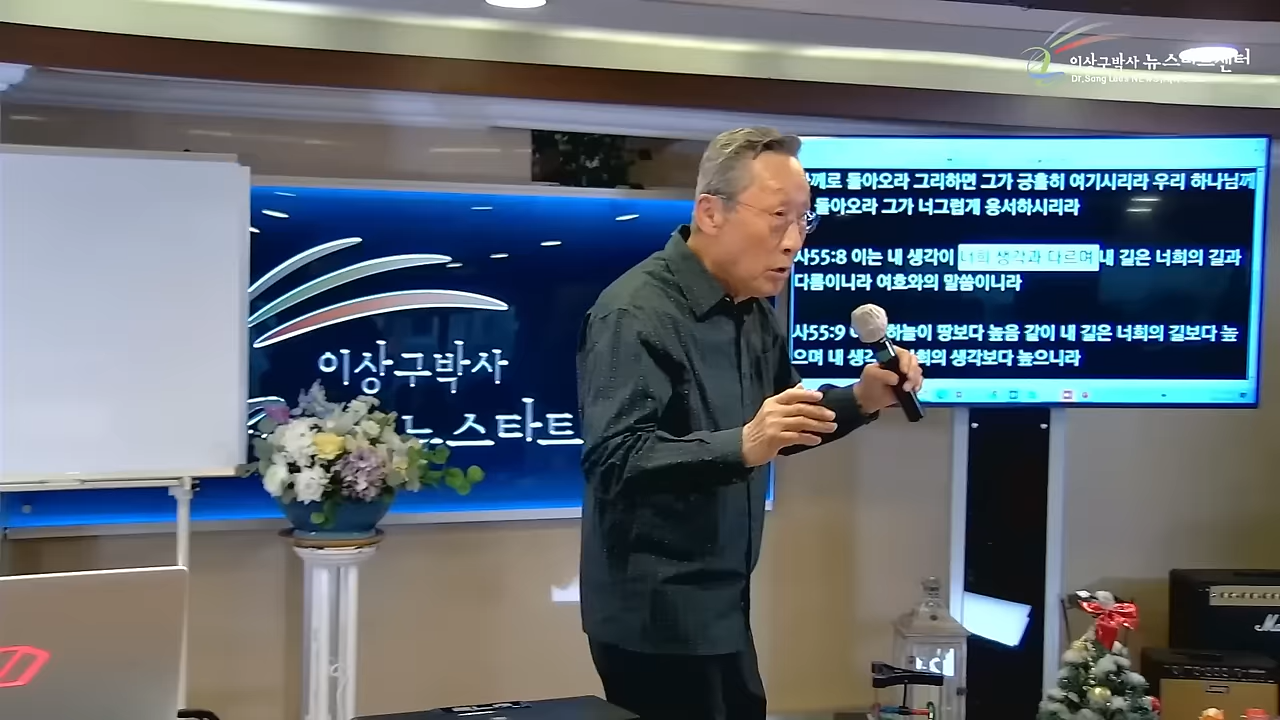 이상구박사 뉴스타트센터
이상구박사
뉴스타트
께로 돌아오라 그리하면 그가 긍휼히 여기시리라 우리 하나님께
돌아오라 그가 너그럽게 용서하시리라
사55:8 이는 내 생각이 너희 생각과 다르며 내 길은 너희의 길과
다름이니라 여호와의 말씀이니라
사55:9 하늘이 땅보다 높음 같이 내 길은 너희의 길보다 높
으며 내 생각 희의 생각보다 높으니라